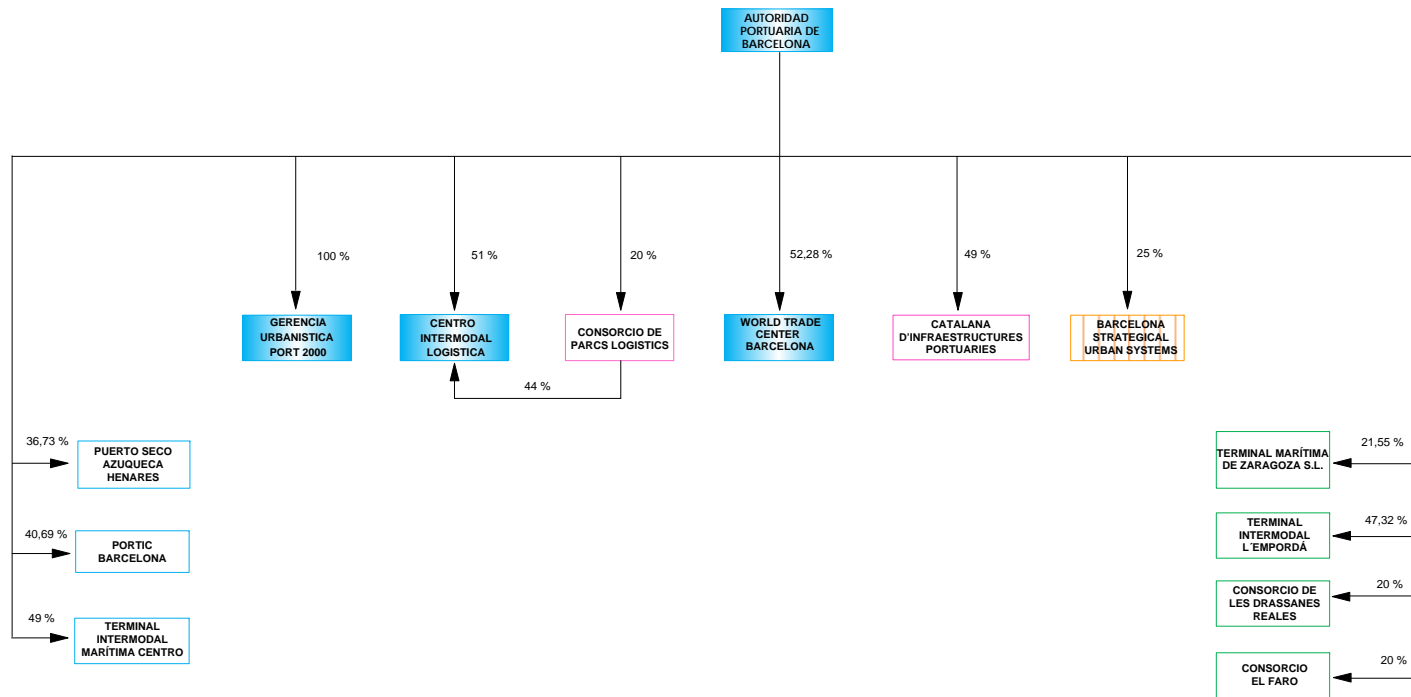 AUTORIDAD
PORTUARIA DE
BARCELONA
100 %
51 %
20 %
52,28 %
49 %
25 %
GERENCIA
URBANISTICA
PORT 2000
CENTRO
INTERMODAL
LOGISTICA
CONSORCIO DE
PARCS LOGISTICS
WORLD TRADE
CENTER
BARCELONA
CATALANA
D'INFRAESTRUCTURES
PORTUARIES
BARCELONA
STRATEGICAL
URBAN SYSTEMS
44 %
36,73 %
PUERTO SECO
AZUQUECA
HENARES
40,69 %
PORTIC
BARCELONA
49 %
TERMINAL
INTERMODAL
MARÍTIMA CENTRO
TERMINAL MARÍTIMA
DE ZARAGOZA S.L.
21,55 %
TERMINAL
INTERMODAL
L´EMPORDÁ
47,32 %
CONSORCIO DE
LES DRASSANES
REALES
20 %
CONSORCIO
EL FARO
20 %